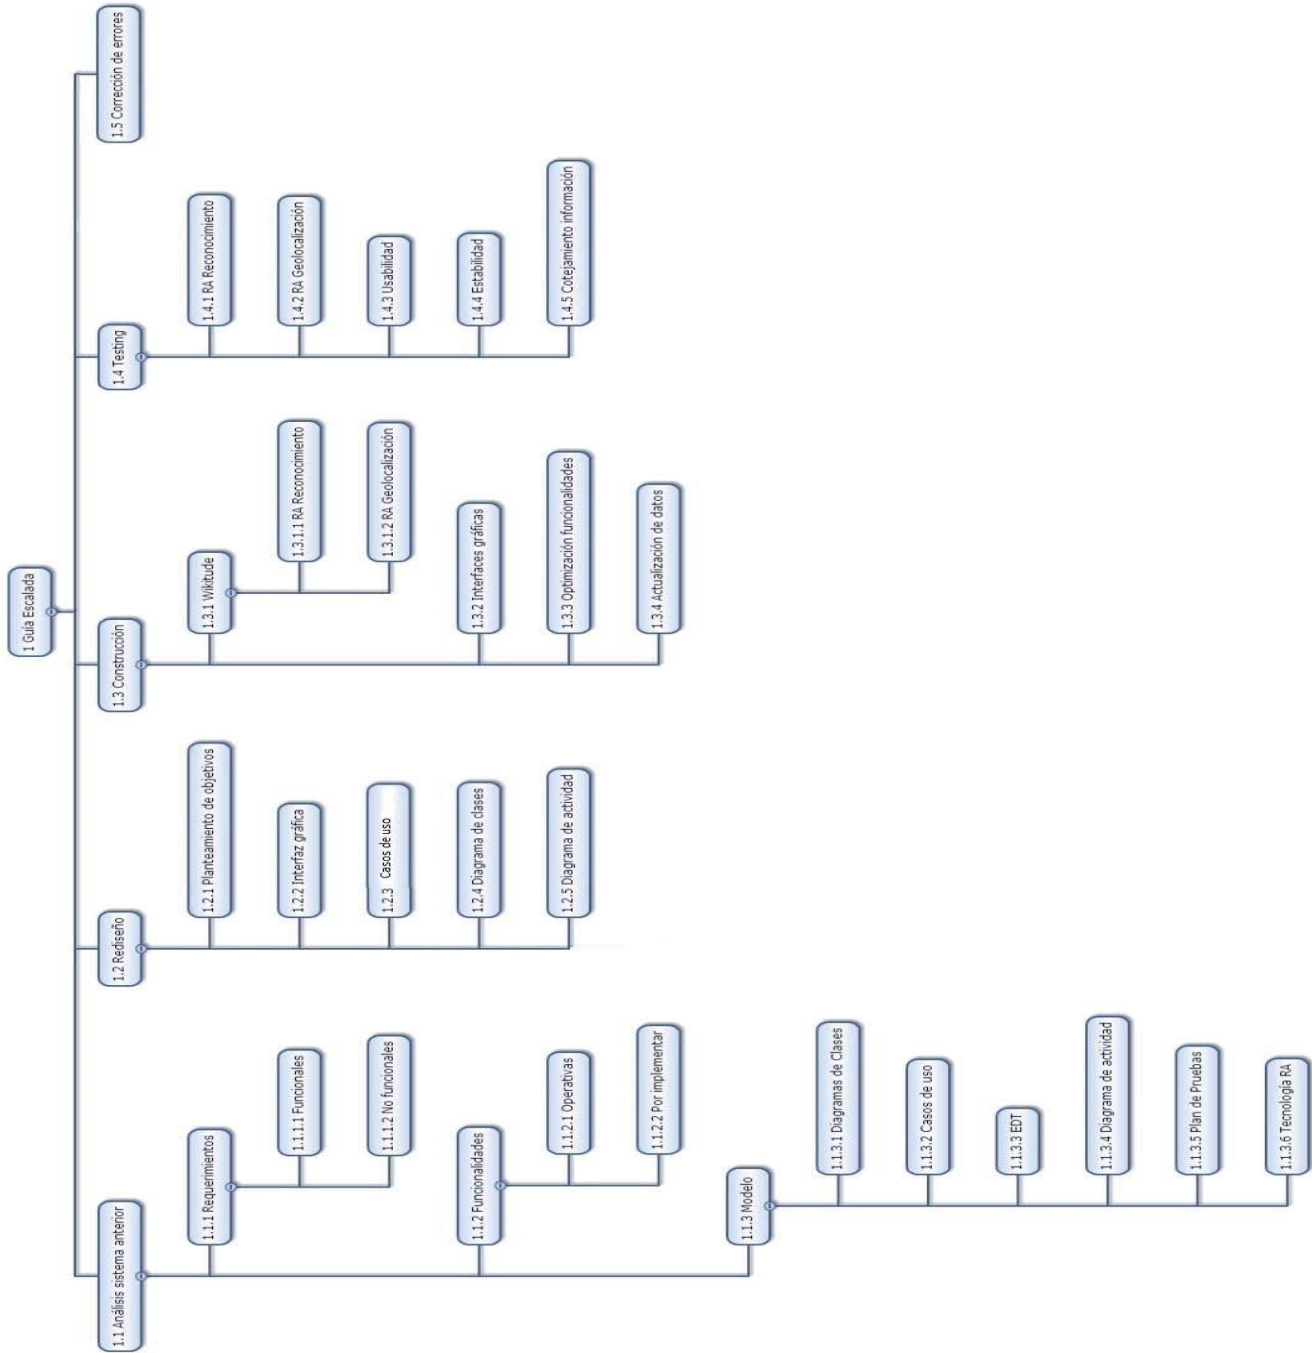 1 Guía Escalada
1.1 Análisis sistema anterior
1.1.1 Requerimientos
1.1.1.1 Funcionales
1.1.1.2 No funcionales
1.1.2 Funcionalidades
1.1.2.1 Operativas
1.1.2.2 Por implementar
1.1.3 Modelo
1.1.3.1 Diagramas de Clases
1.1.3.2 Casos de uso
1.1.3.3 EDT
1.1.3.4 Diagrama de actividad
1.1.3.5 Plan de Pruebas
1.1.3.6 Tecnología RA
1.2 Rediseño
1.2.1 Planteamiento de objetivos
1.2.2 Interfaz gráfica
1.2.3 Casos de uso
1.2.4 Diagrama de clases
1.2.5 Diagrama de actividad
1.3 Construcción
1.3.1 Wikitude
1.3.1.1 RA Reconocimiento
1.3.1.2 RA Geolocalización
1.3.2 Interfaces gráficas
1.3.3 Optimización funcionalidades
1.3.4 Actualización de datos
1.4 Testing
1.4.1 RA Reconocimiento
1.4.2 RA Geolocalización
1.4.3 Usabilidad
1.4.4 Estabilidad
1.4.5 Cotejamiento información
1.5 Corrección de errores